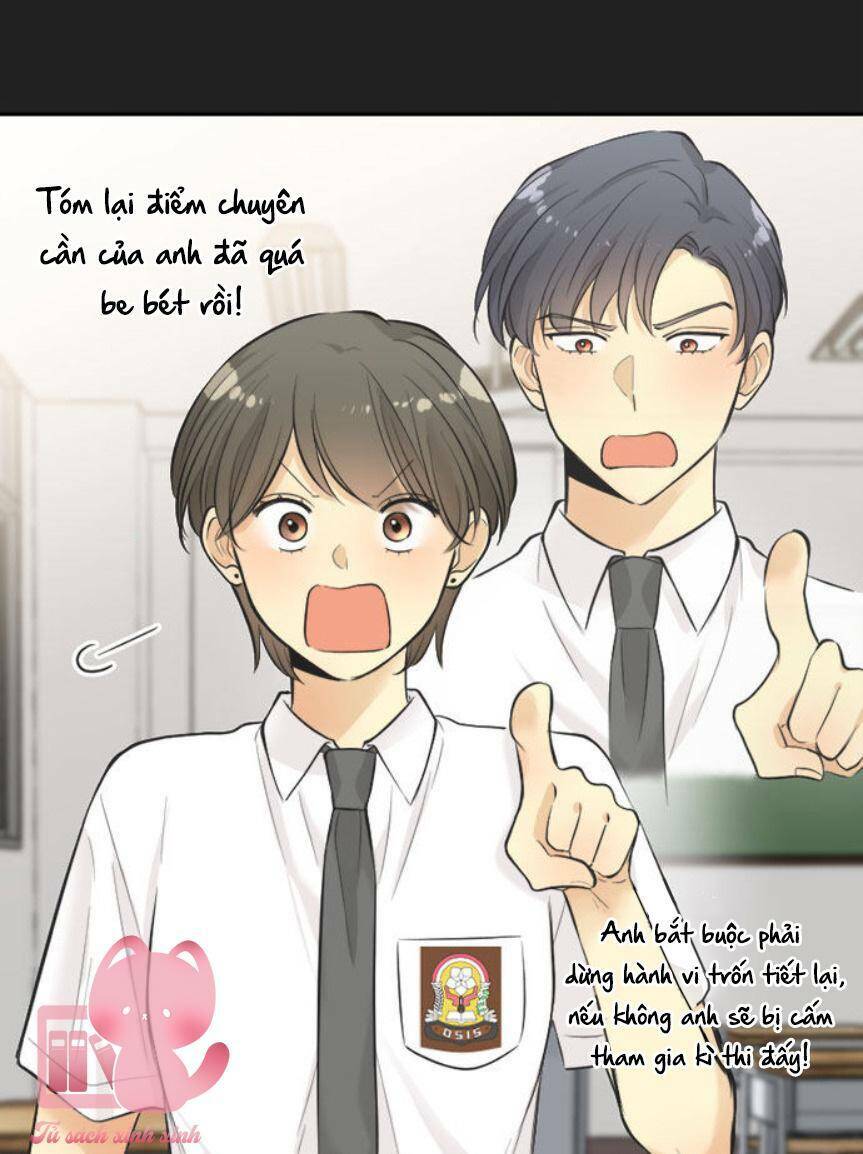 Tóm lại điểm chuyên
cần của anh đã quá
be bét rồi!
Anh bắt buộc phải
dừng hành vi trốn tiết lại,
nếu không anh sẽ bị cấm
tham gia kì thi đấy!
OSIS
Tủ sách xinh xinh